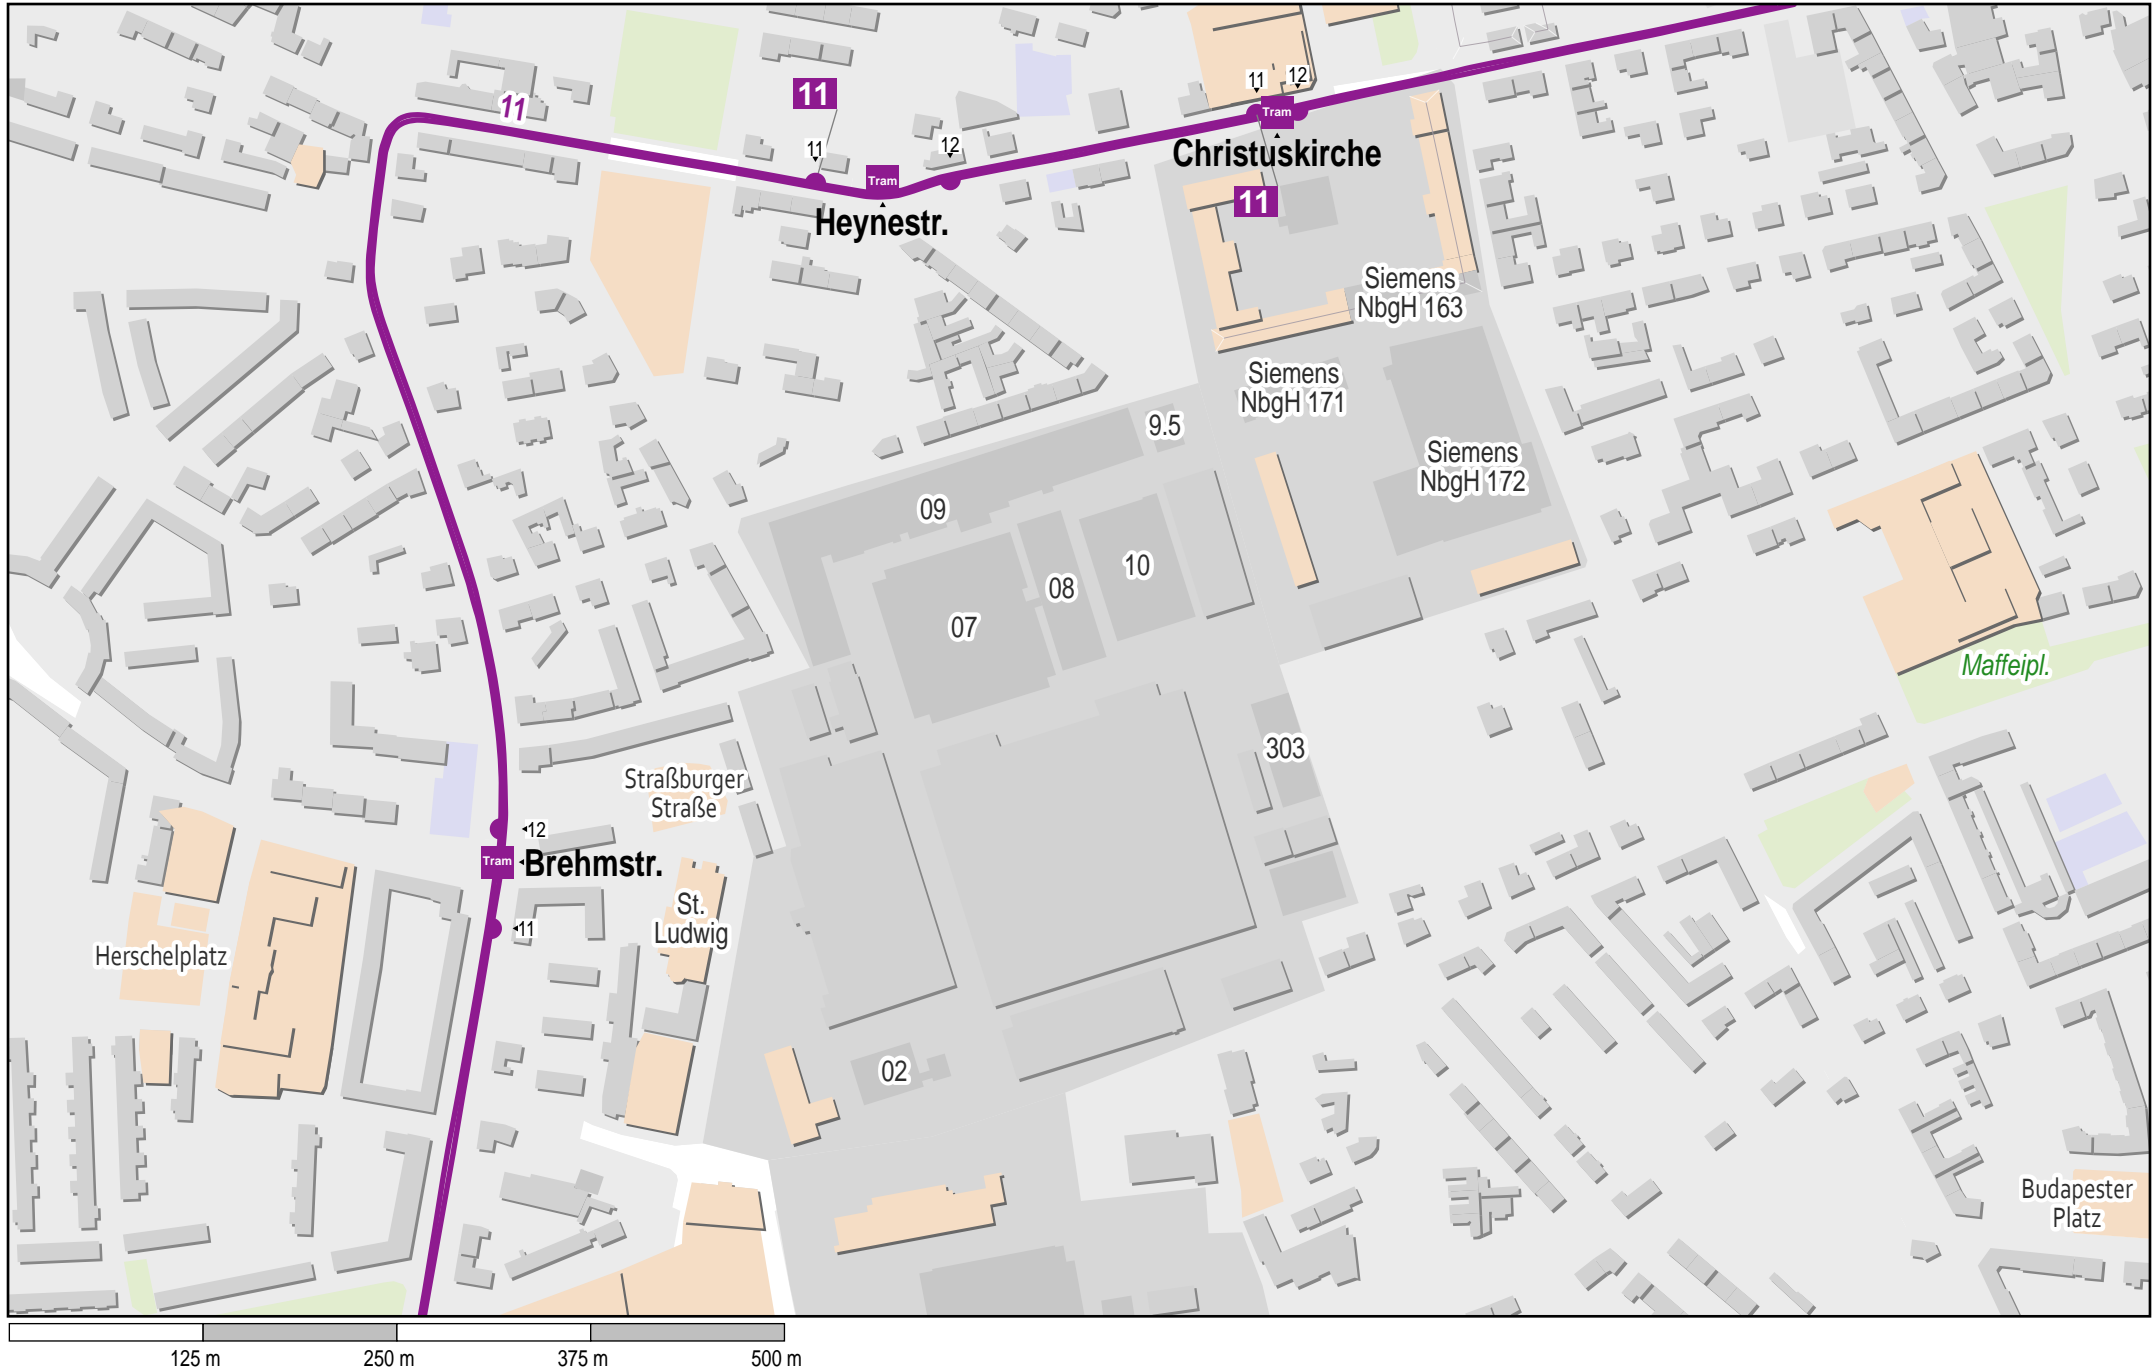 11
11
11
12
Tram
Christuskirche
11
11
12
Tram
Heynestr.
11
Siemens
NbgH 163
Siemens
NbgH 171
9.5
Siemens
NbgH 172
09
10
08
07
Maffeipl.
303
Straßburger
Straße
12
Tram
Brehmstr.
St.
Ludwig
11
Herschelplatz
02
Budapester
Platz
125 m
250 m
375 m
500 m